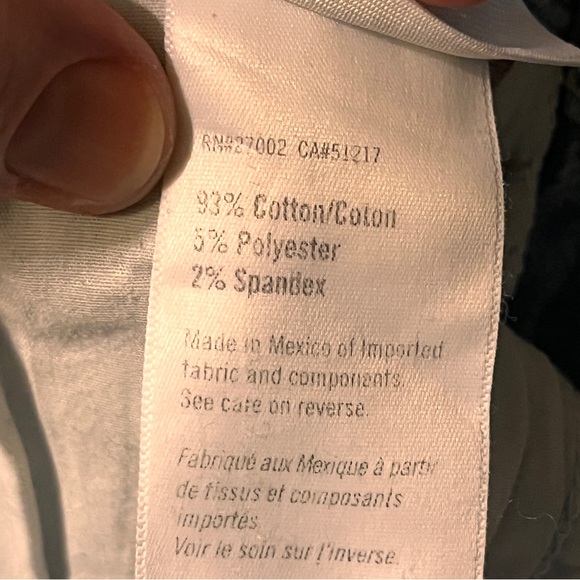 RN#27002 CA#51217
93% Cotton/Coton
5% Polyester
2% Spandex
Made in Mexico of Imported
fabric and components.
See care on reverse.
Fabriqué aux Mexique à partir
de tissus et composants
importés
Voir le soin sur l'inverse.